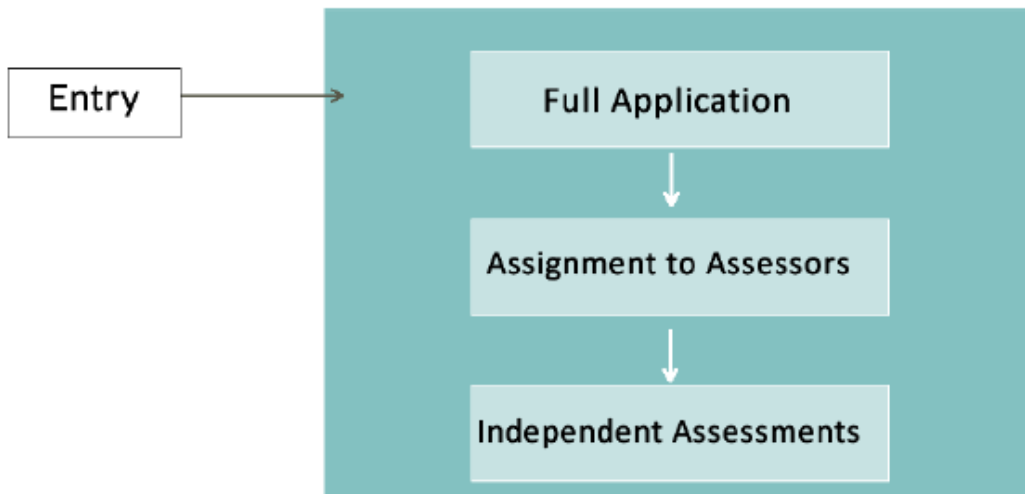 Entry
Full Application
Assignment to Assessors
Independent Assessments